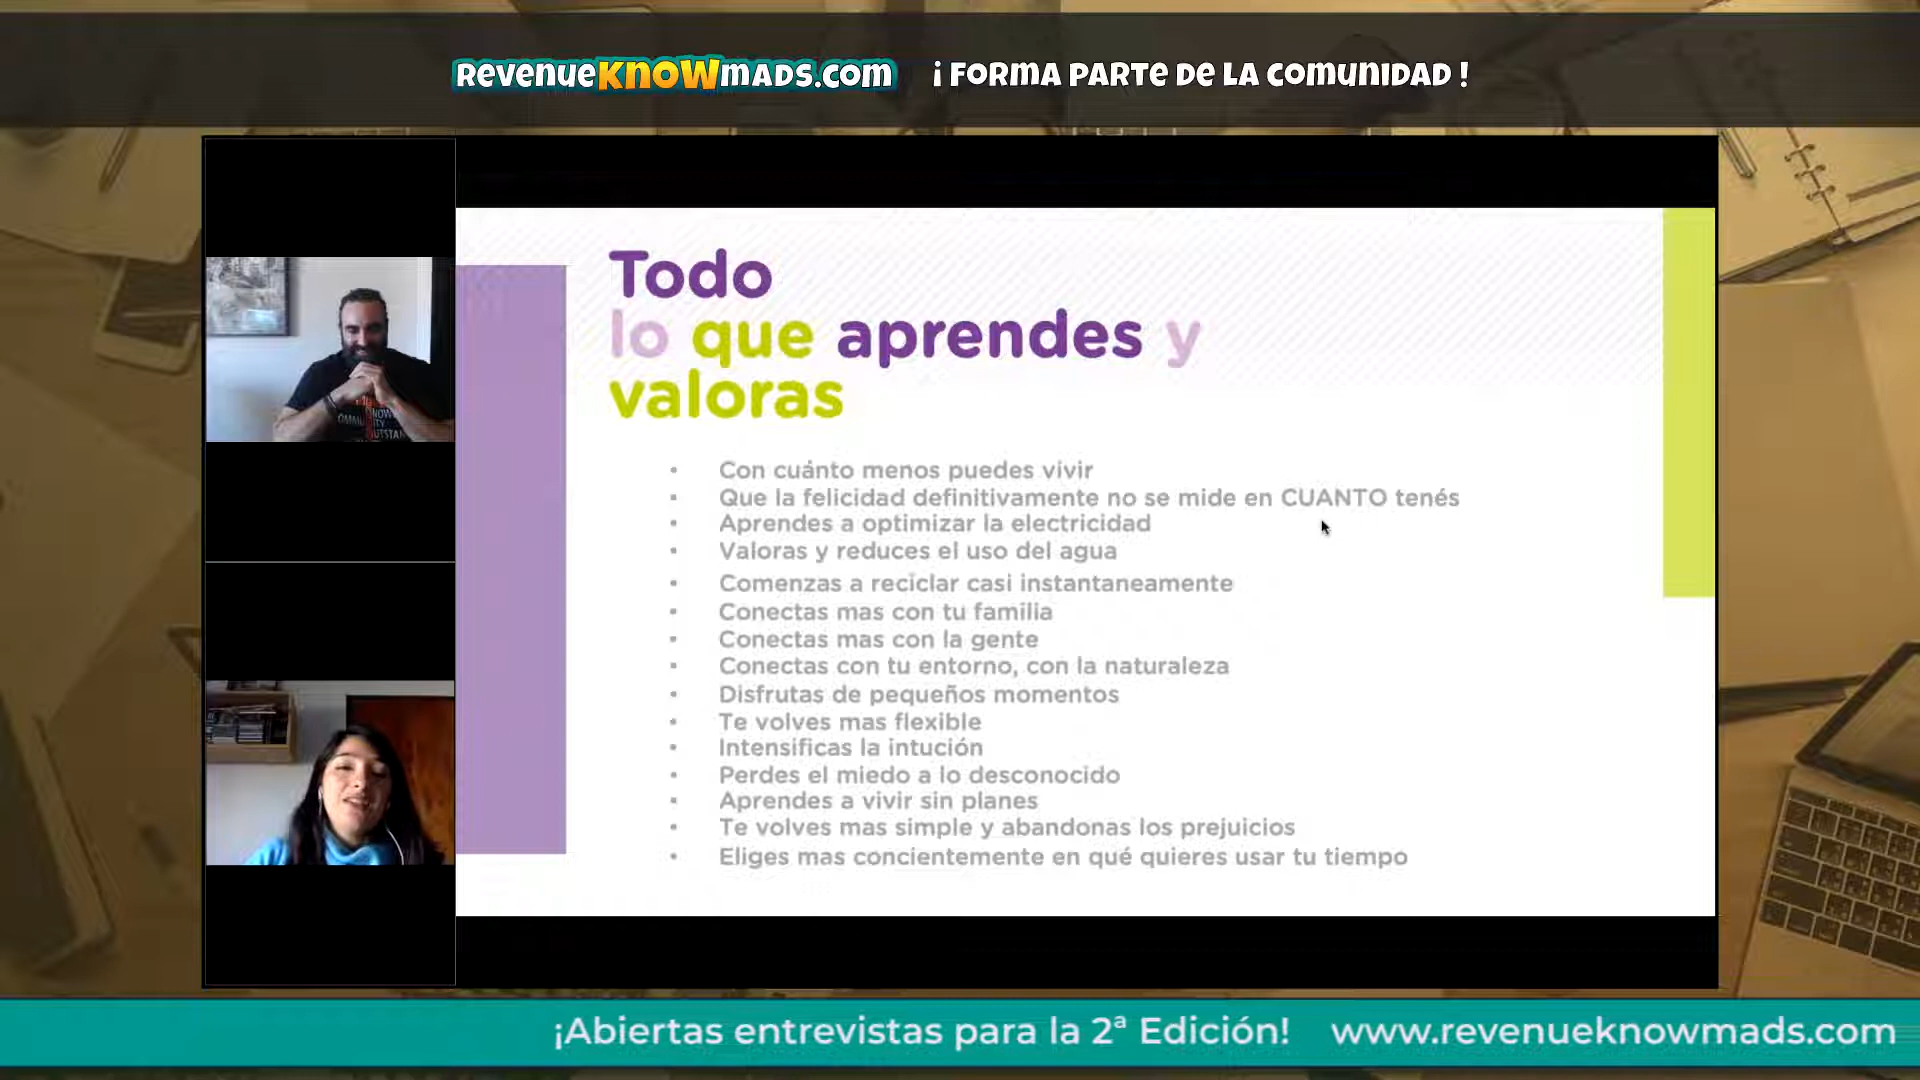 RevenueKNOWmads.com ¡ FORMA PARTE DE LA COMUNIDAD !
Todo
lo que aprendes y
valoras
• Con cuánto menos puedes vivir
• Que la felicidad definitivamente no se mide en CUANTO tenés
• Aprendes a optimizar la electricidad
• Valoras y reduces el uso del agua
• Comenzas a reciclar casi instantaneamente
• Conectas mas con tu familia
• Conectas mas con la gente
• Conectas con tu entorno, con la naturaleza
• Disfrutas de pequeños momentos
• Te volves mas flexible
• Intensificas la intución
• Perdes el miedo a lo desconocido
• Aprendes a vivir sin planes
• Te volves mas simple y abandonas los prejuicios
• Eliges mas concientemente en qué quieres usar tu tiempo
¡Abiertas entrevistas para la 2ª Edición! www.revenueknowmads.com